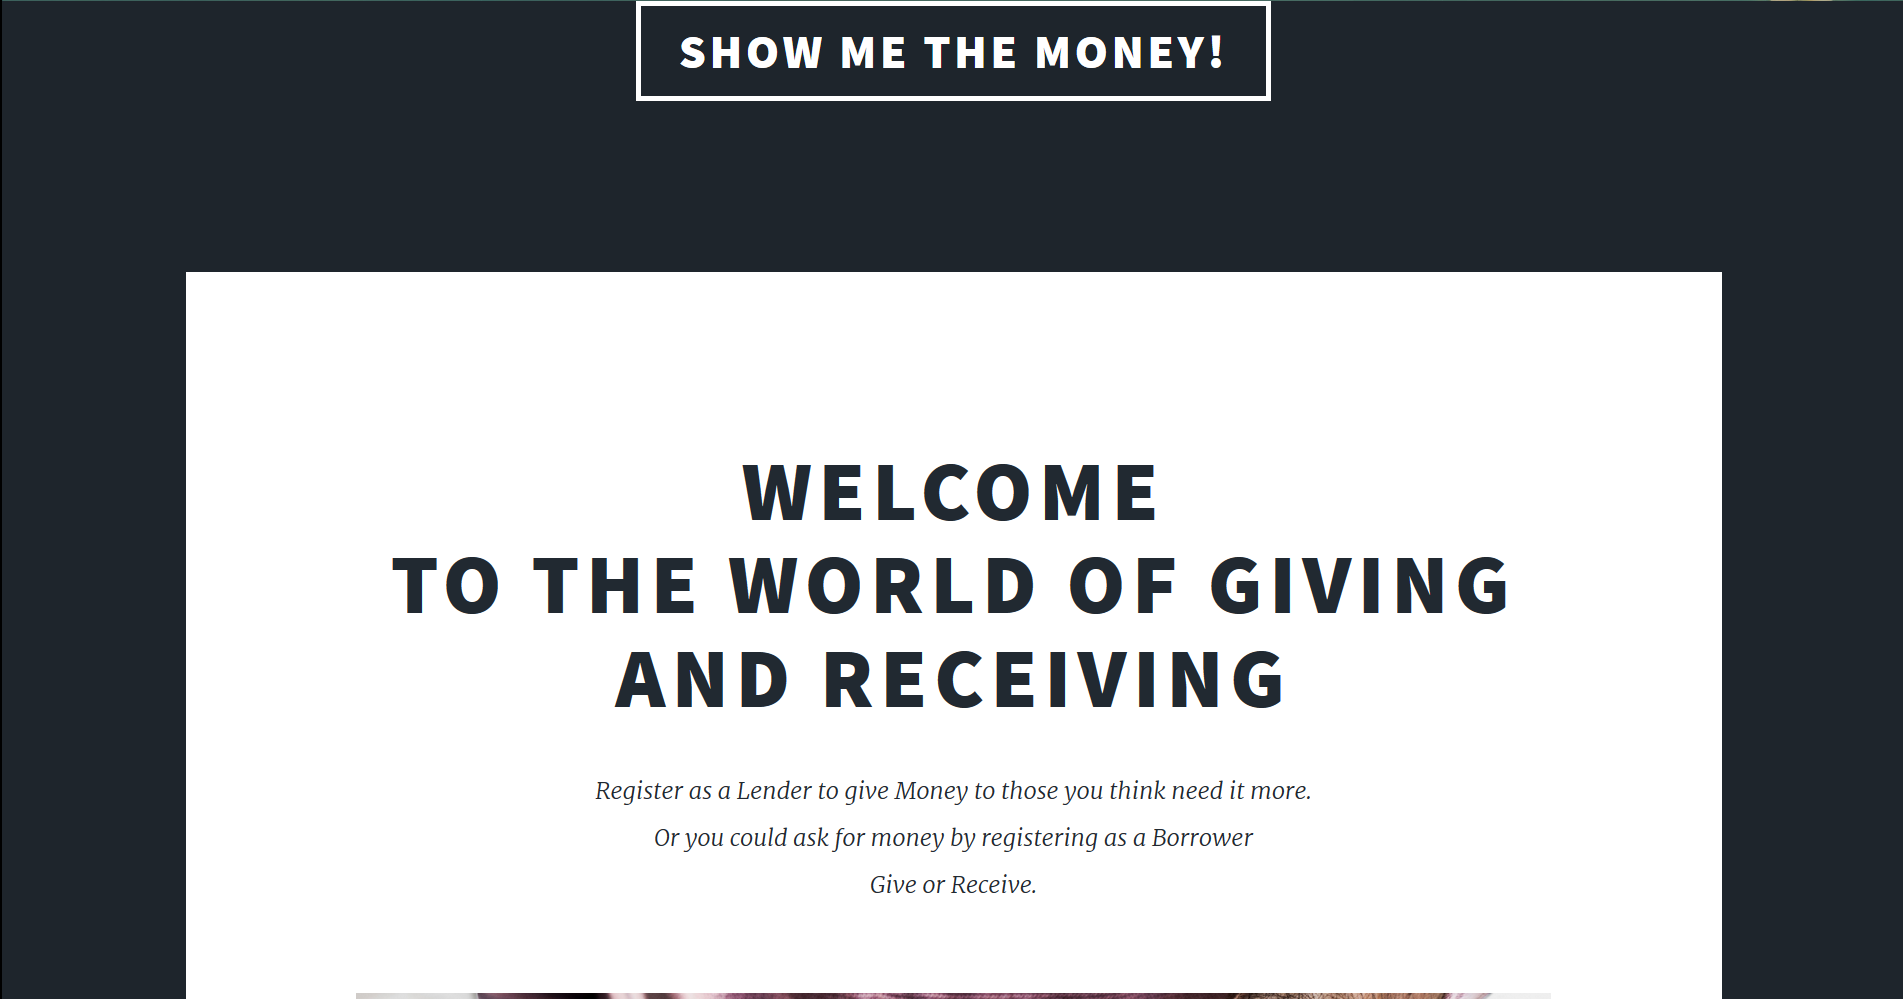 SHOW ME THE MONEY!
WELCOME
TO THE WORLD OF GIVING
AND RECEIVING
Register as a Lender to give Money to those you think need it more.
Or you could ask for money by registering as a Borrower
Give or Receive.